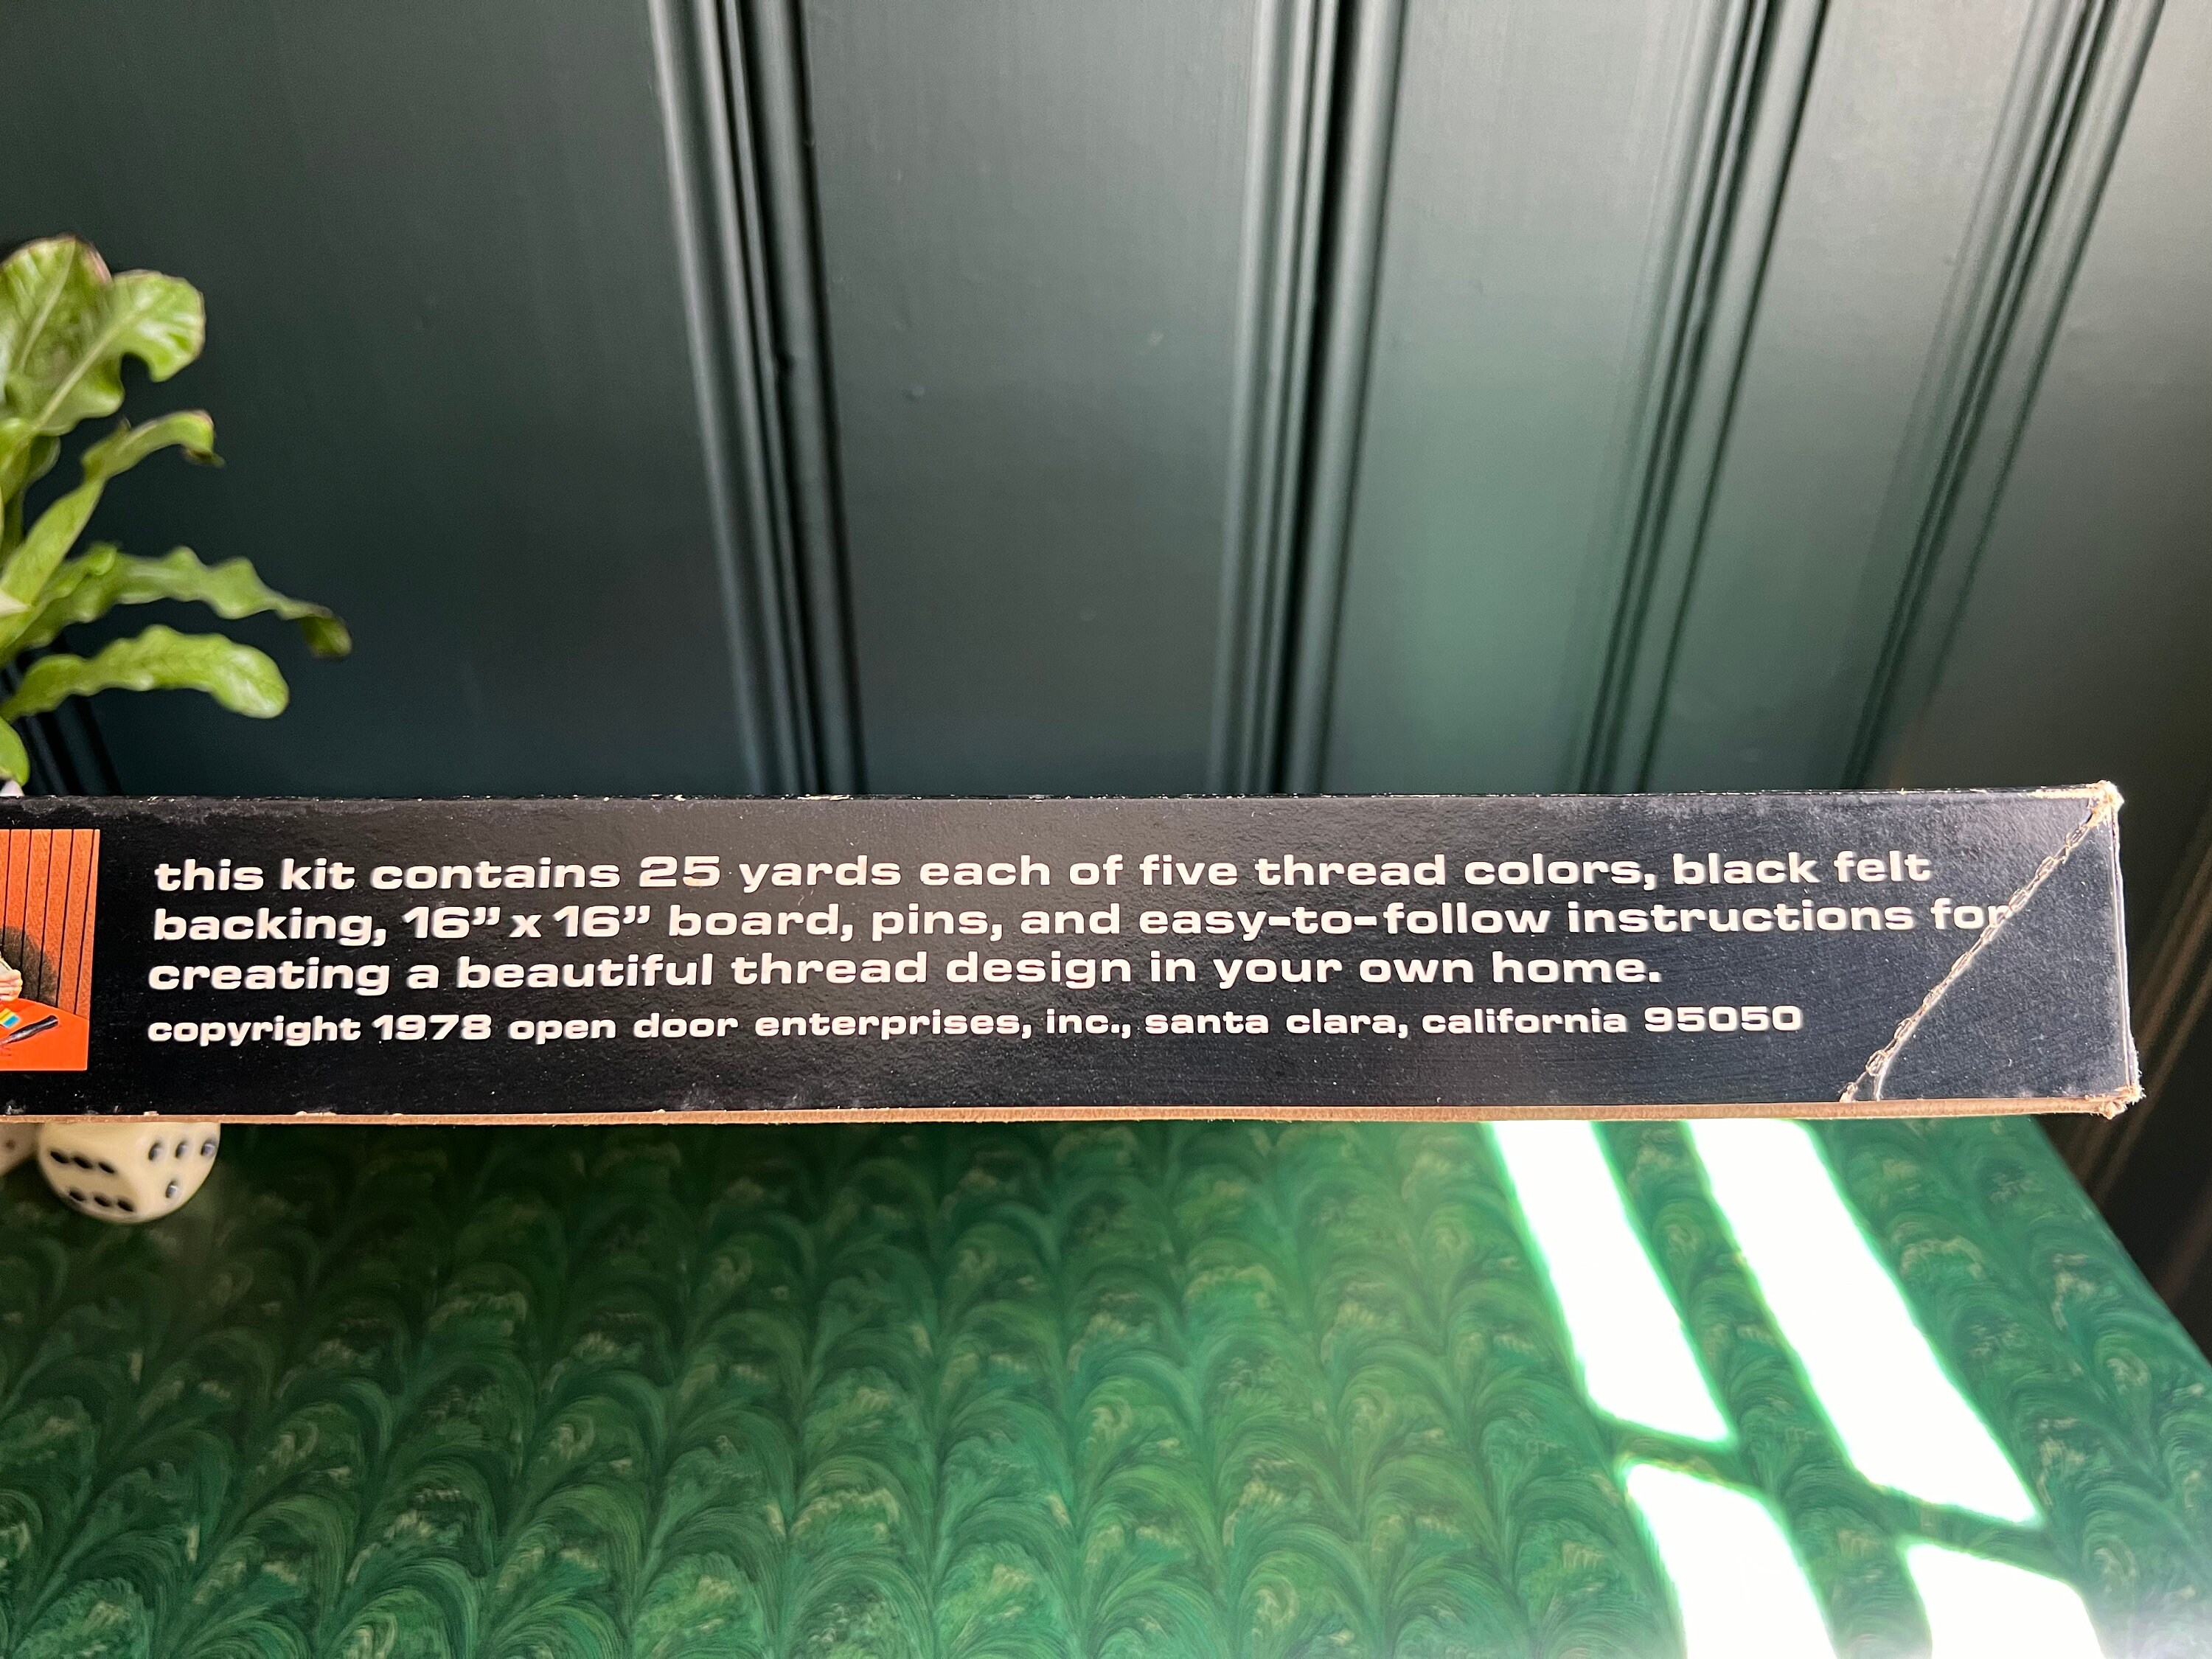 this kit contains 25 yards each of five thread colors, black felt
backing, 16” x 16” board, pins, and easy-to-follow instructions for
creating a beautiful thread design in your own home.
copyright 1978 open door enterprises, inc., santa clara, california 95050